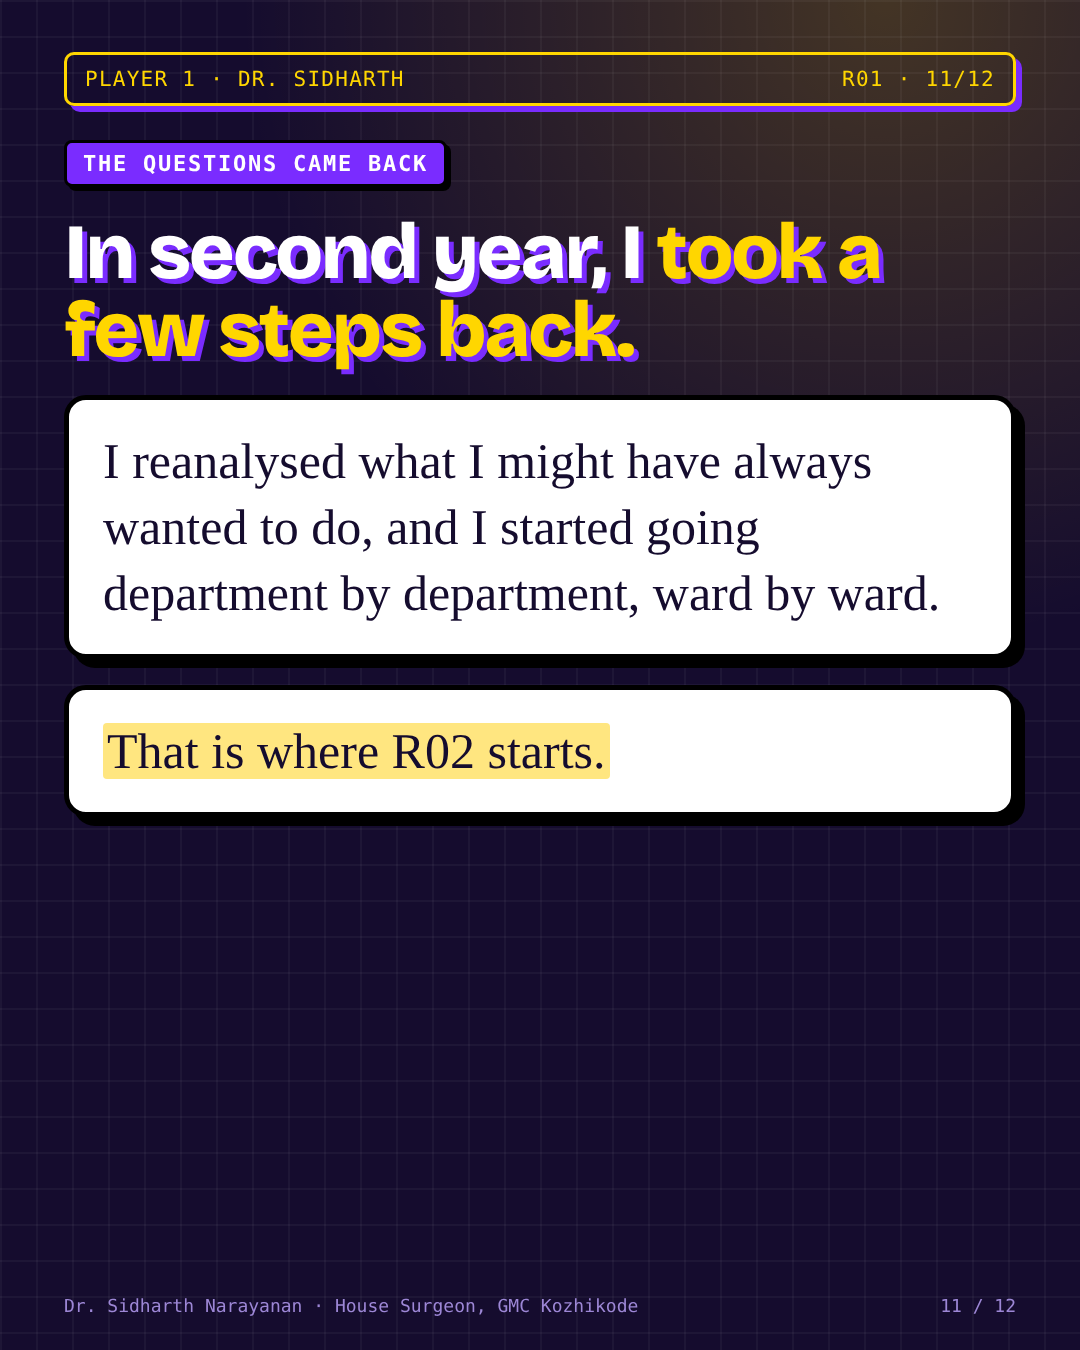 PLAYER 1 · DR. SIDHARTH R01 · 11/12
THE QUESTIONS CAME BACK
In second year, I took a
few steps back.
I reanalysed what I might have always
wanted to do, and I started going
department by department, ward by ward.
That is where R02 starts.
Dr. Sidharth Narayanan · House Surgeon, GMC Kozhikode 11 / 12